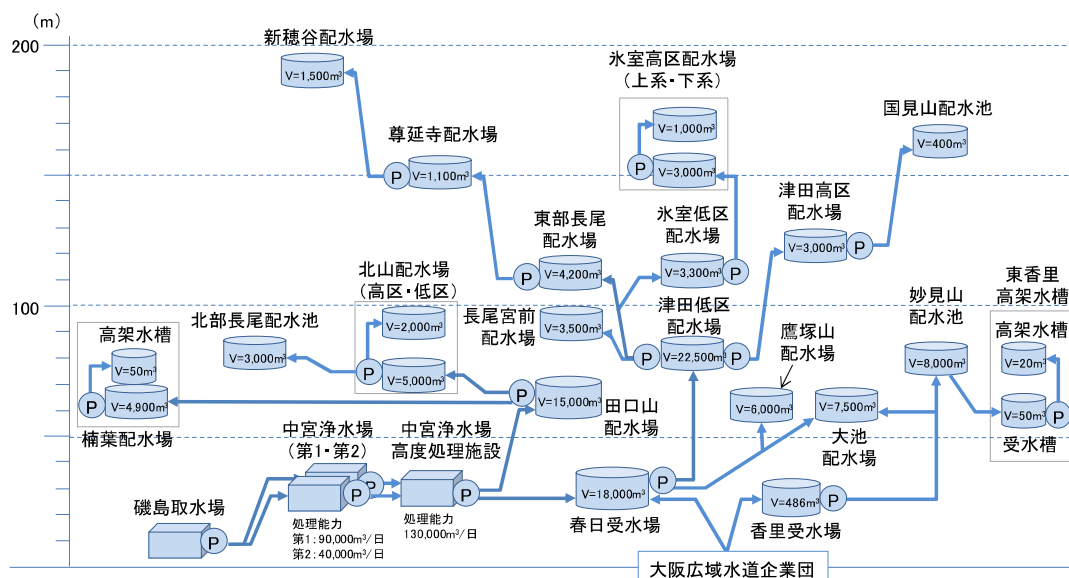 (m)
200
100
新穂谷配水場
V=1,500m³
尊延寺配水場
P
V=1,100m³
氷室高区配水場
(上系・下系)
V=1,000m³
P
V=3,000m³
国見山配水池
V=400m³
津田高区
配水場
V=3,000m³
P
東部長尾
配水場
P
V=4,200m³
氷室低区
配水場
V=3,300m³
P
北山配水場
(高区・低区)
V=2,000m³
P
V=5,000m³
長尾宮前
配水場
V=3,500m³
津田低区
配水場
P
V=22,500m³
P
北部長尾配水池
V=3,000m³
高架水槽
V=50m³
P
V=4,900m³
楠葉配水場
P
V=15,000m³
田口山
配水場
鷹塚山
配水場
V=6,000m³
V=7,500m³
大池
配水場
妙見山
配水池
V=8,000m³
東香里
高架水槽
高架水槽
V=20m³
V=50m³
P
受水槽
中宮浄水場
(第1・第2)
P
P
処理能力
第1:90,000m³/日
第2:40,000m³/日
中宮浄水場
高度処理施設
P
処理能力
130,000m³/日
磯島取水場
P
P
V=18,000m³
春日受水場
V=486m³
P
香里受水場
大阪広域水道企業団